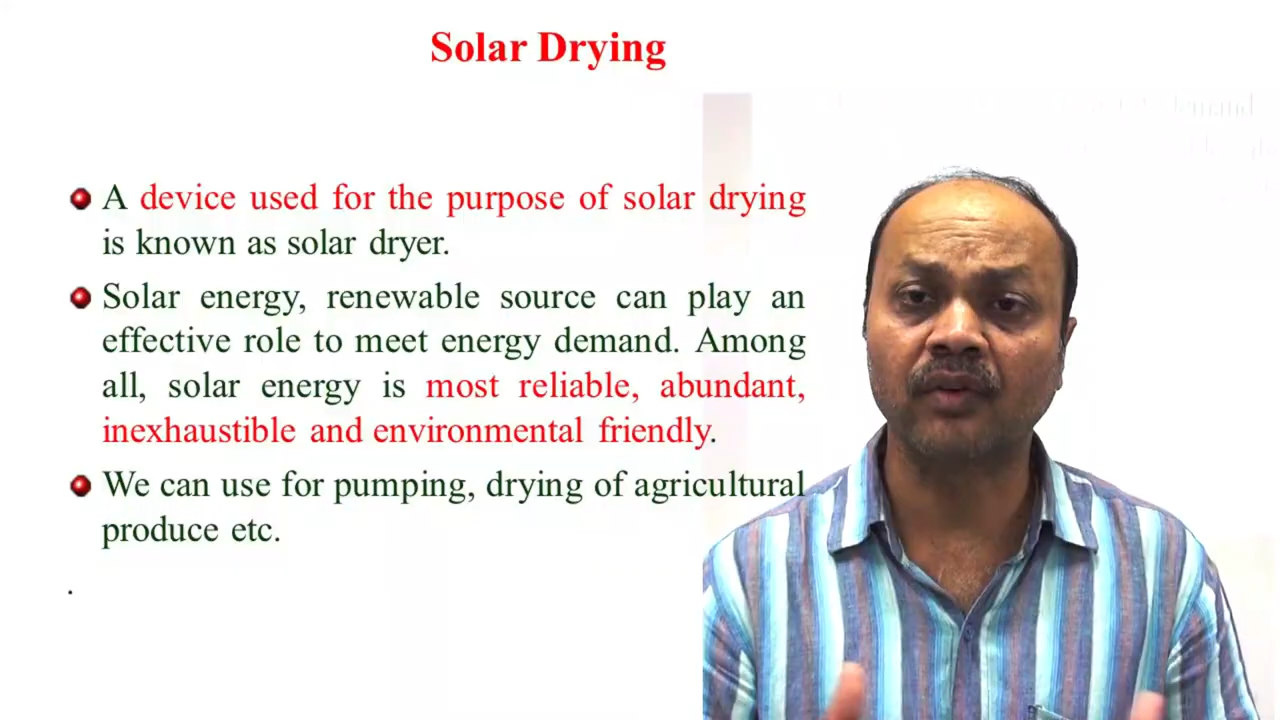 Solar Drying
A device used for the purpose of solar drying
is known as solar dryer.
Solar energy, renewable source can play an
effective role to meet energy demand. Among
all, solar energy is most reliable, abundant,
inexhaustible and environmental friendly.
We can use for pumping, drying of agricultural
produce etc.
.